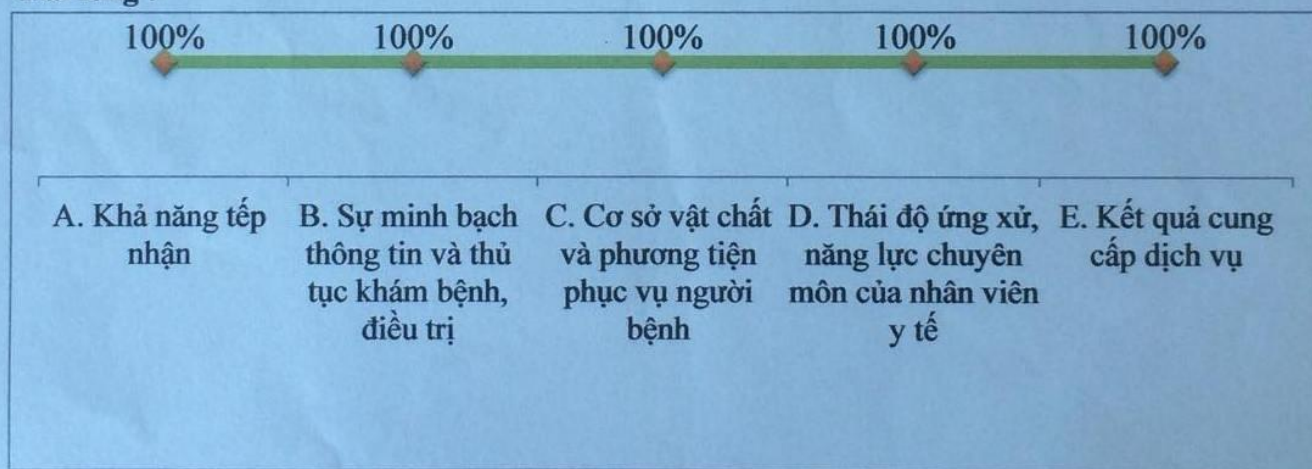 100% 100% 100% 100% 100%
A. Khả năng tếp
nhận
B. Sự minh bạch
thông tin và thủ
tục khám bệnh,
điều trị
C. Cơ sở vật chất
và phương tiện
phục vụ người
bệnh
D. Thái độ ứng xử,
năng lực chuyên
môn của nhân viên
y tế
E. Kết quả cung
cấp dịch vụ